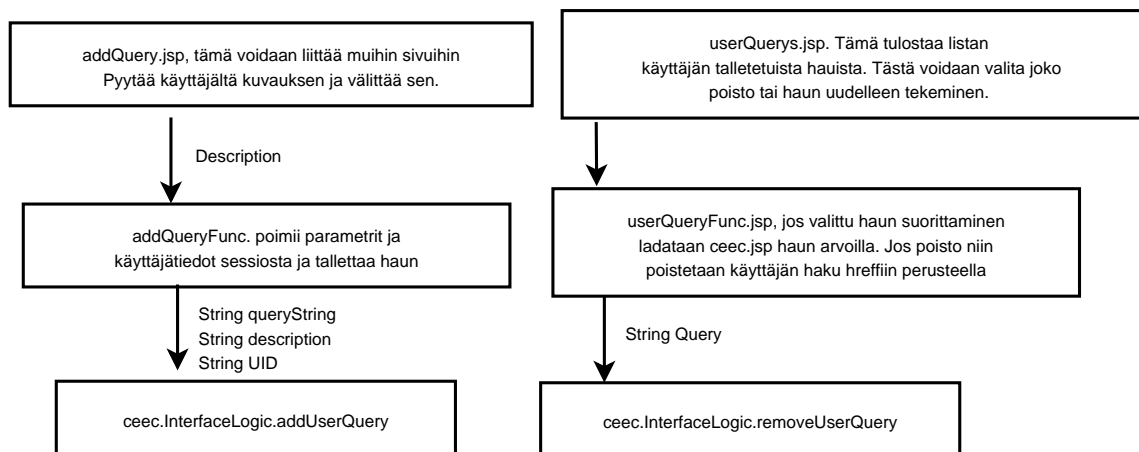 addQuery.jsp, tämä voidaan liittää muihin sivuihin
Pyytää käyttäjältä kuvauksen ja välittää sen.
Description
addQueryFunc. poimii parametrit ja
käyttäjätiedot sessiosta ja tallettaa haun
String queryString
String description
String UID
ceec.InterfaceLogic.addUserQuery
userQuerys.jsp. Tämä tulostaa listan
käyttäjän talletetuista hauista. Tästä voidaan valita joko
poisto tai haun uudelleen tekeminen.
userQueryFunc.jsp, jos valittu haun suorittaminen
ladataan ceec.jsp haun arvoilla. Jos poisto niin
poistetaan käyttäjän haku hreffiin perusteella
String Query
ceec.InterfaceLogic.removeUserQuery